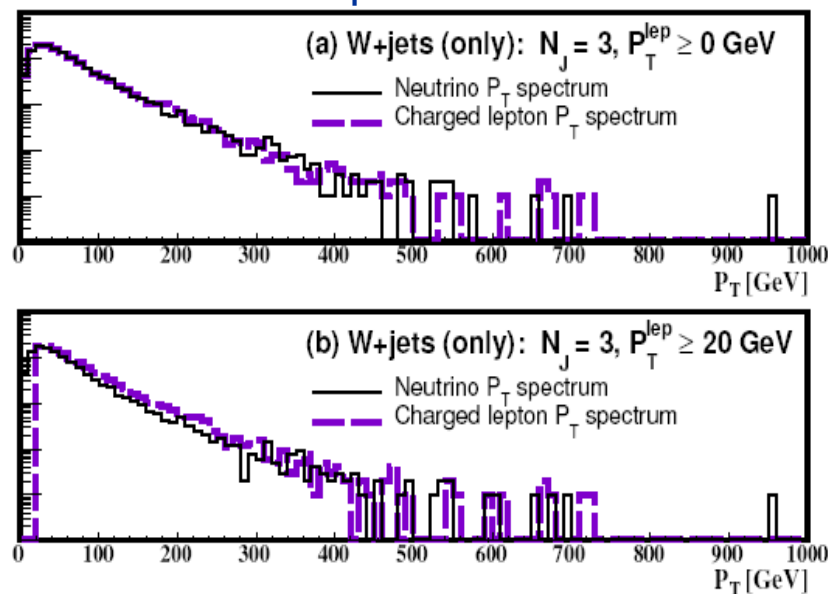 (a) W+jets (only): N_J = 3, P_T^lep ≥ 0 GeV
Neutrino P_T spectrum
Charged lepton P_T spectrum
0 100 200 300 400 500 600 700 800 900 1000
P_T [GeV]
(b) W+jets (only): N_J = 3, P_T^lep ≥ 20 GeV
Neutrino P_T spectrum
Charged lepton P_T spectrum
0 100 200 300 400 500 600 700 800 900 1000
P_T [GeV]